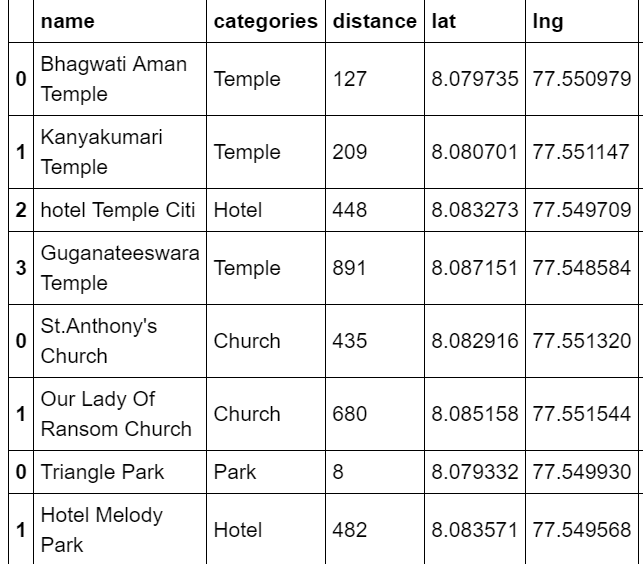 name categories distance lat lng
0 Bhagwati Aman Temple Temple 127 8.079735 77.550979
1 Kanyakumari Temple Temple 209 8.080701 77.551147
2 hotel Temple Citi Hotel 448 8.083273 77.549709
3 Guganateeswara Temple Temple 891 8.087151 77.548584
0 St.Anthony's Church Church 435 8.082916 77.551320
1 Our Lady Of Ransom Church Church 680 8.085158 77.551544
0 Triangle Park Park 8 8.079332 77.549930
1 Hotel Melody Park Hotel 482 8.083571 77.549568